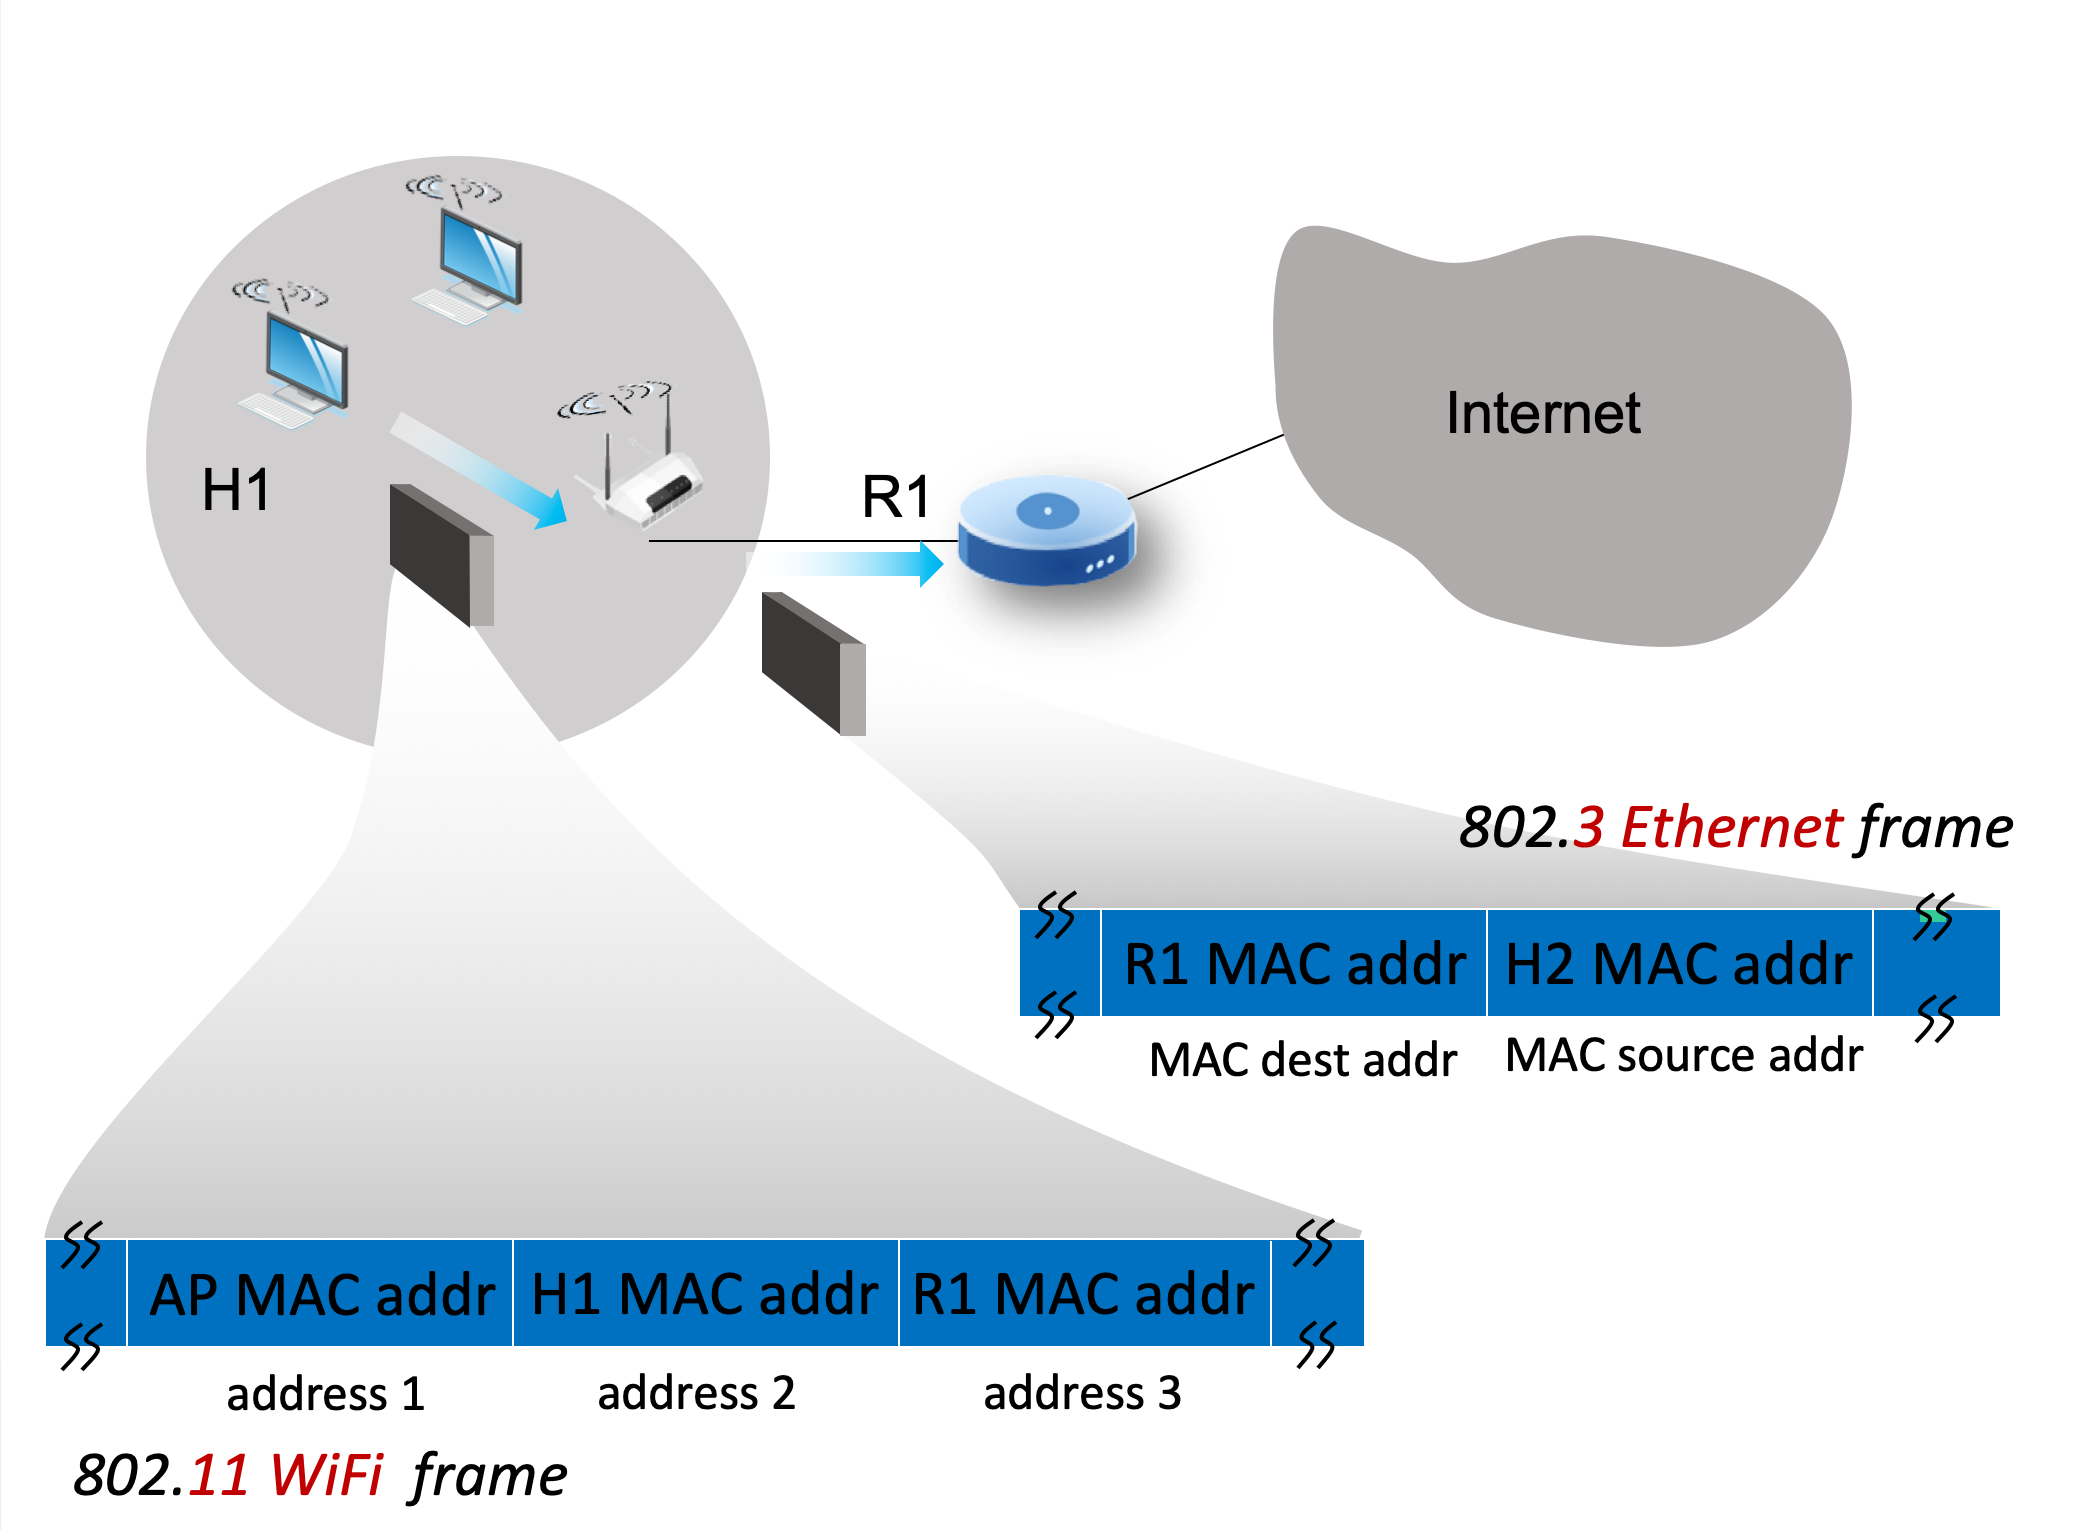 H1
R1
Internet
802.3 Ethernet frame
R1 MAC addr
H2 MAC addr
MAC dest addr
MAC source addr
AP MAC addr
H1 MAC addr
R1 MAC addr
address 1
address 2
address 3
802.11 WiFi frame